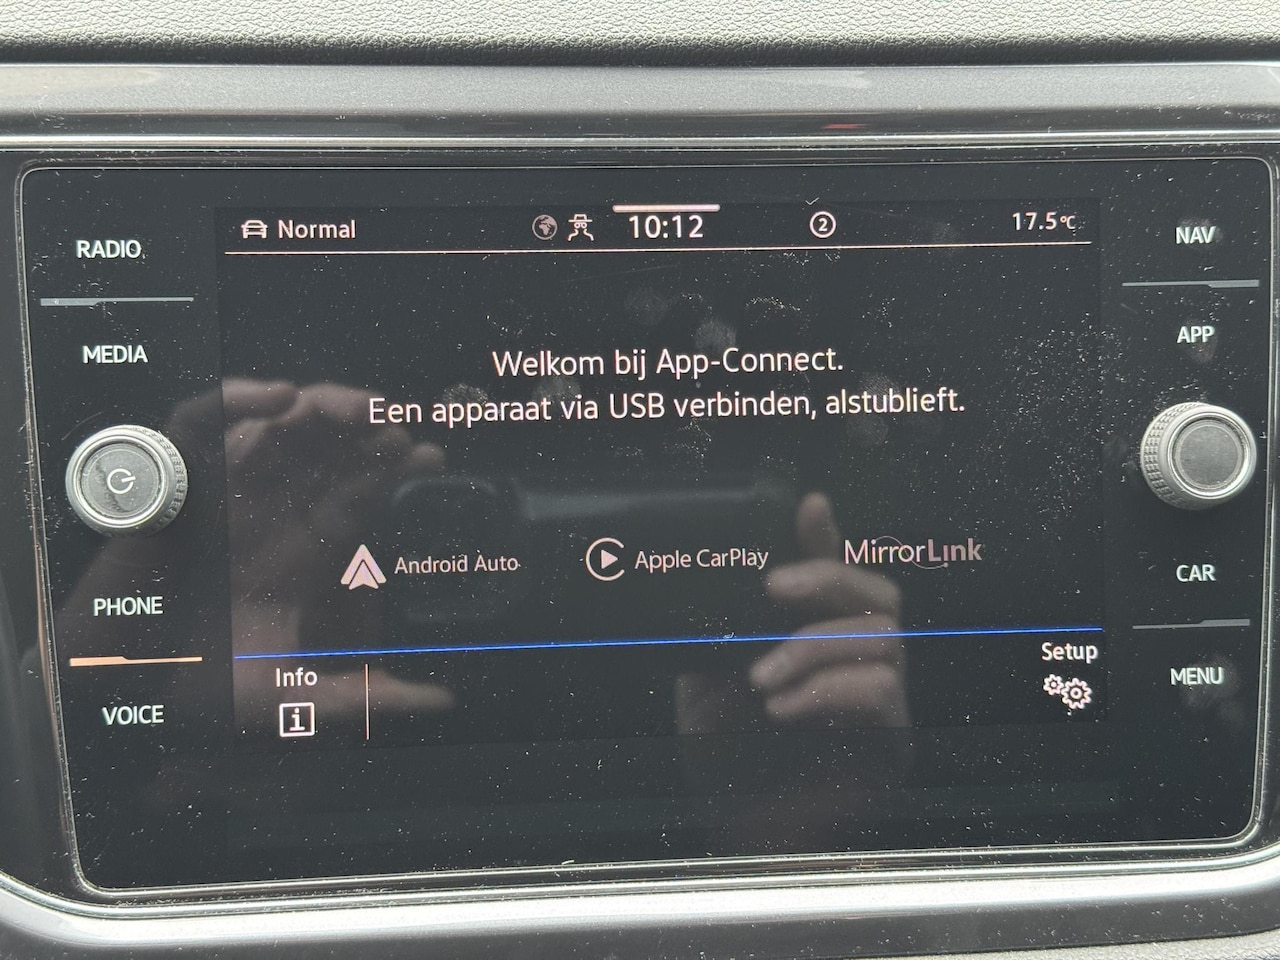 RADIO
MEDIA
PHONE
VOICE
Normal
10:12
2
17.5°C
Welkom bij App-Connect.
Een apparaat via USB verbinden, alstublieft.
Android Auto
Apple CarPlay
MirrorLink
Info
i
Setup
NAV
APP
CAR
MENU